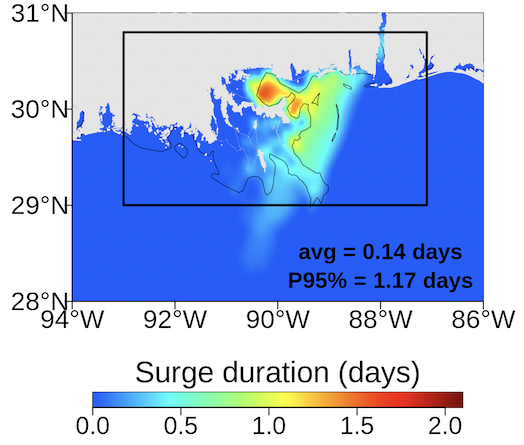 31°N
30°N
29°N
28°N
avg = 0.14 days
P95% = 1.17 days
94°W 92°W 90°W 88°W 86°W
Surge duration (days)
0.0 0.5 1.0 1.5 2.0